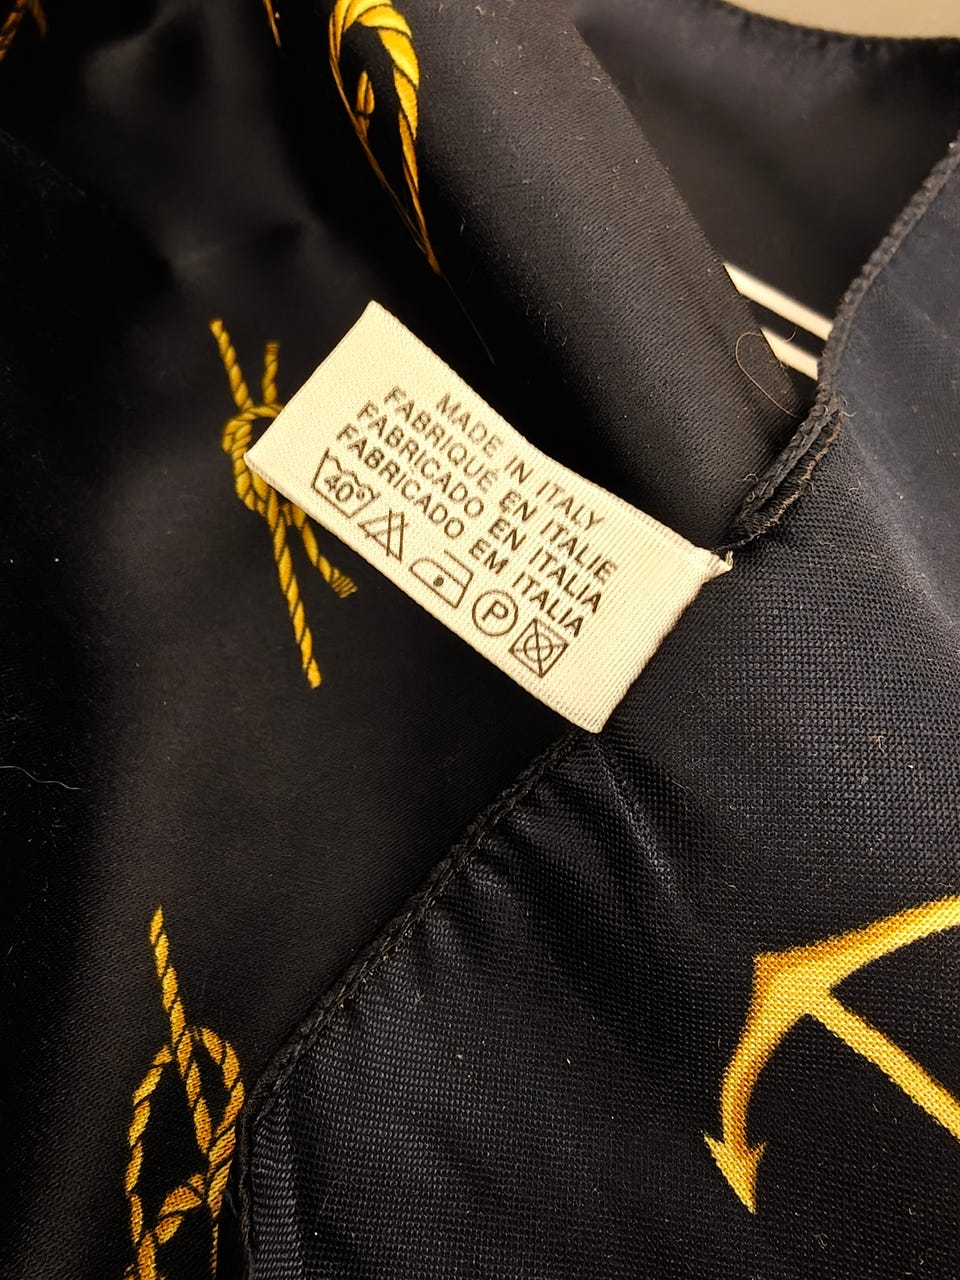 MADE IN ITALY
FABRIQUÉ EN ITALIE
FABRICADO EN ITALIA
FABRICADO EM ITALIA
40° P